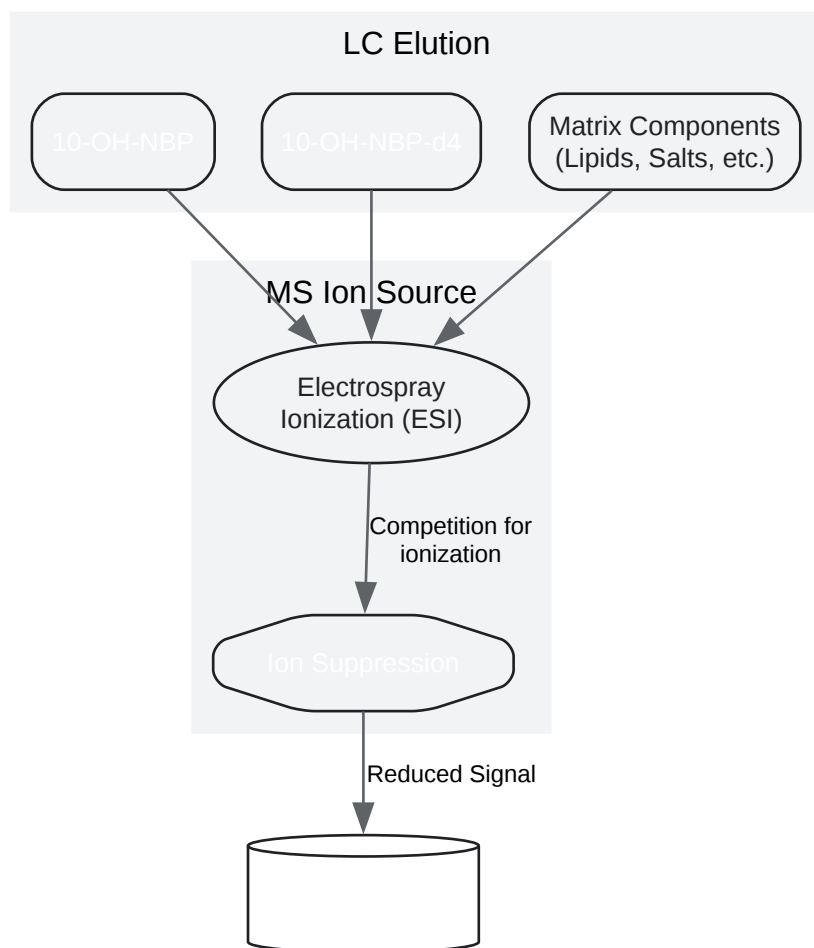 LC Elution
10-OH-NBP
10-OH-NBP-d4
Matrix Components
(Lipids, Salts, etc.)
MS Ion Source
Electrospray
Ionization (ESI)
Competition for
ionization
Ion Suppression
Reduced Signal